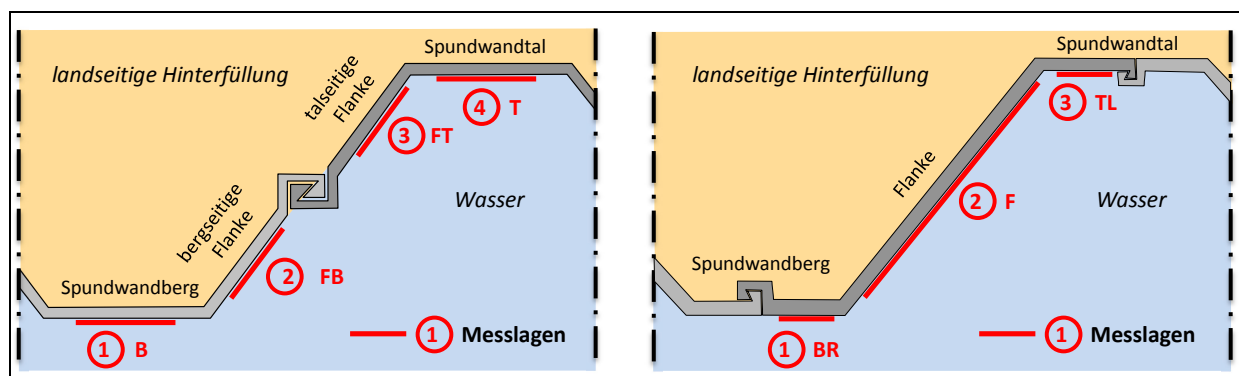 Spundwandtal
landseitige Hinterfüllung
talseitige
Flanke
4 T
3 FT
Wasser
bergseitige
Flanke
2 FB
Spundwandberg
1 B
1 Messlagen
Spundwandtal
landseitige Hinterfüllung
3 TL
Flanke
2 F
Wasser
Spundwandberg
1 BR
1 Messlagen